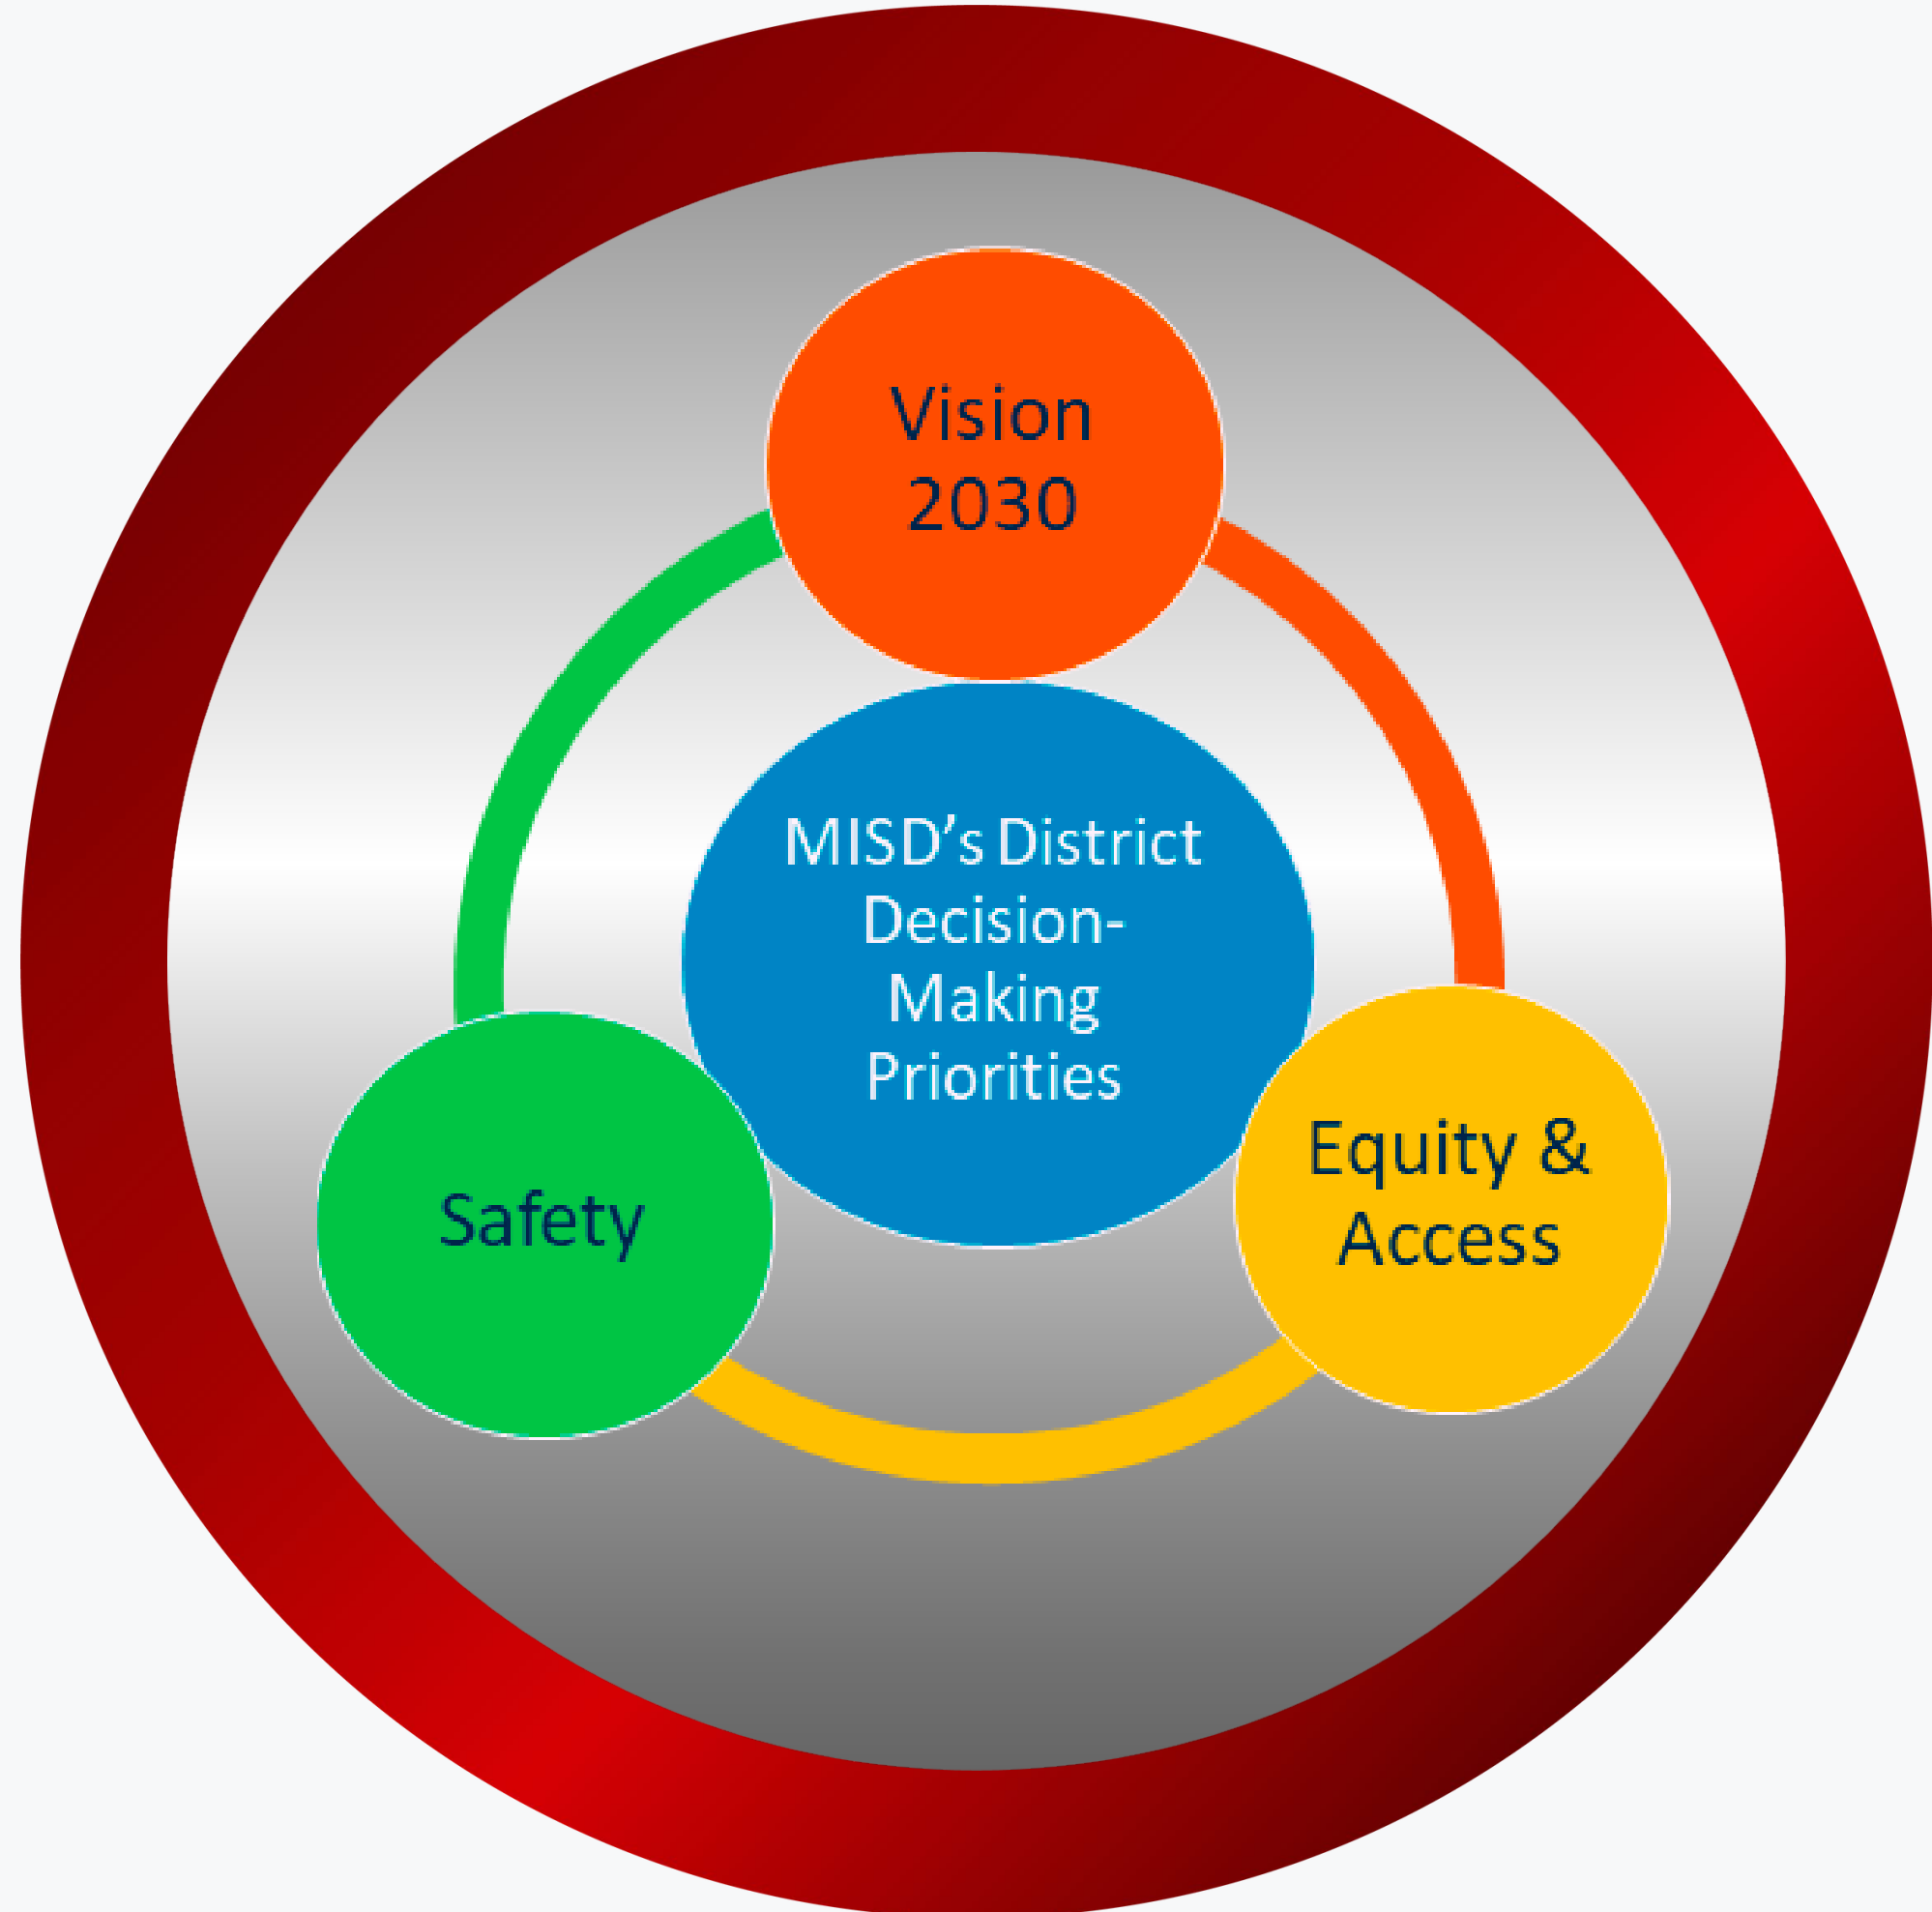 Vision
2030
MISD’s District
Decision-
Making
Priorities
Equity &
Access
Safety